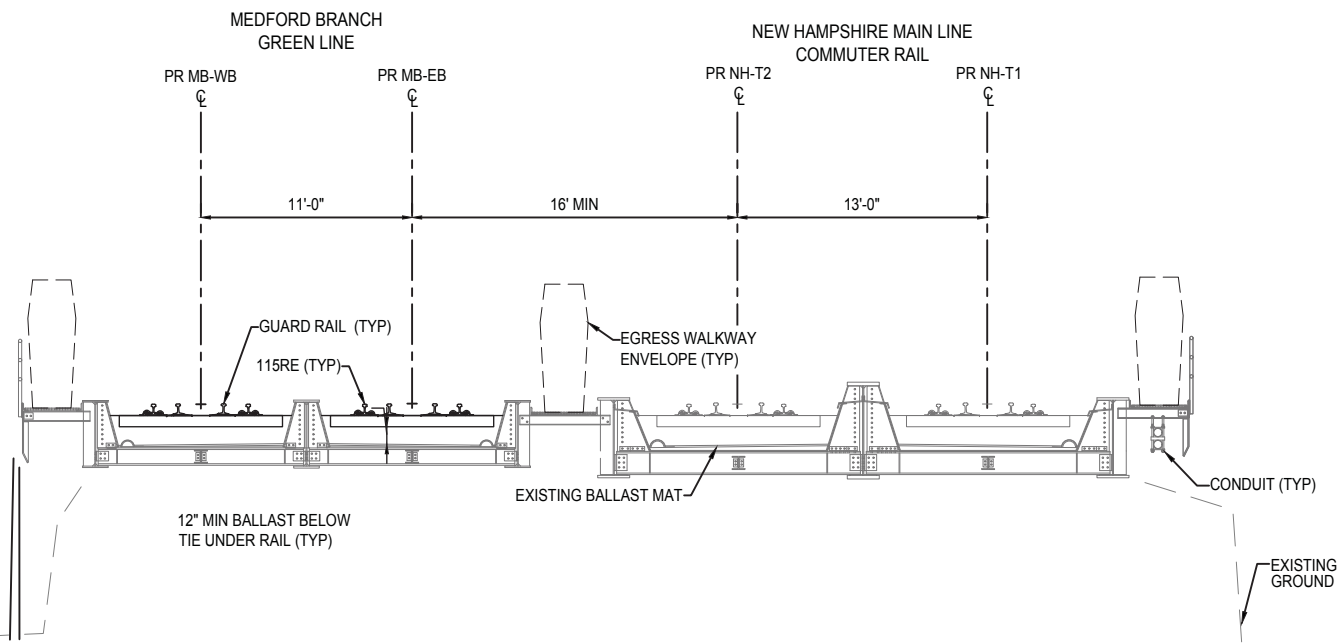 MEDFORD BRANCH
GREEN LINE
NEW HAMPSHIRE MAIN LINE
COMMUTER RAIL
PR MB-WB
PR MB-EB
PR NH-T2
PR NH-T1
℄
℄
℄
℄
11'-0"
16' MIN
13'-0"
GUARD RAIL (TYP)
115RE (TYP)
EGRESS WALKWAY
ENVELOPE (TYP)
EXISTING BALLAST MAT
CONDUIT (TYP)
12" MIN BALLAST BELOW
TIE UNDER RAIL (TYP)
EXISTING
GROUND